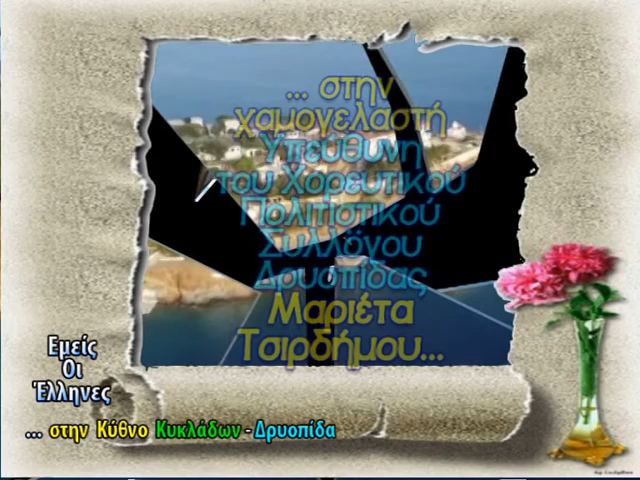 ... στην
χαμογελαστή
Υπεύθυνη
του Χορευτικού
Πολιτιστικού
Συλλόγου
Δρυοπίδας
Μαριέτα
Τσιρδήμου...
Εμείς
Οι
Έλληνες
... στην Κύθνο Κυκλάδων - Δρυοπίδα